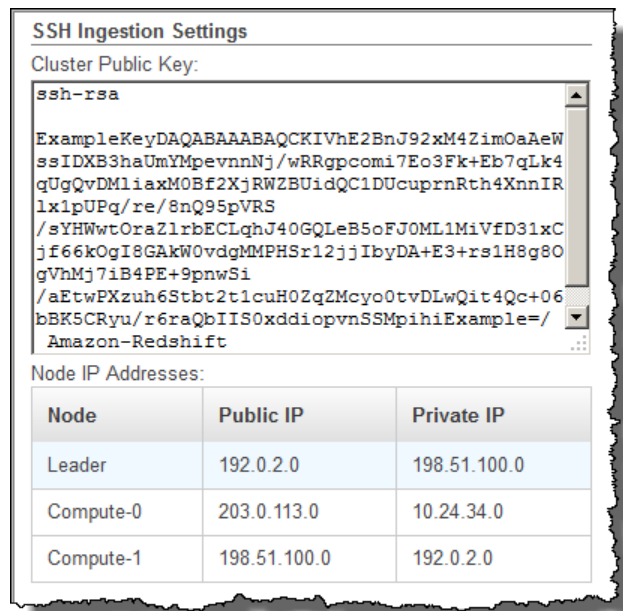 SSH Ingestion Settings
Cluster Public Key:
ssh-rsa
ExampleKeyDAQABAAABAQCKIVhE2BnJ92xM4ZimOaAeW
ssIDXB3haUmYMpevnnNj/wRRgpcomi7Eo3Fk+Eb7qLk4
qUgQvDMliaxM0Bf2XjRWZBUidQC1DUcuprnRth4XnnIR
lx1pUPq/re/8nQ95pVRS
/sYHWwtOraZlrbECLqhJ40GQLeB5oFJ0ML1MiVfD31xC
jf66kOgI8GAkW0vdgMMPHSr12jjIbyDA+E3+rs1H8g8O
gVhMj7iB4PE+9pnwSi
/aEtwPXzuh6Stbt2t1cuH0ZqZMcyo0tvDLwQit4Qc+06
bBK5CRyu/r6raQbIIS0xddiopvnSSMpihiExample=/
Amazon-Redshift
Node IP Addresses:
Node Public IP Private IP
Leader 192.0.2.0 198.51.100.0
Compute-0 203.0.113.0 10.24.34.0
Compute-1 198.51.100.0 192.0.2.0